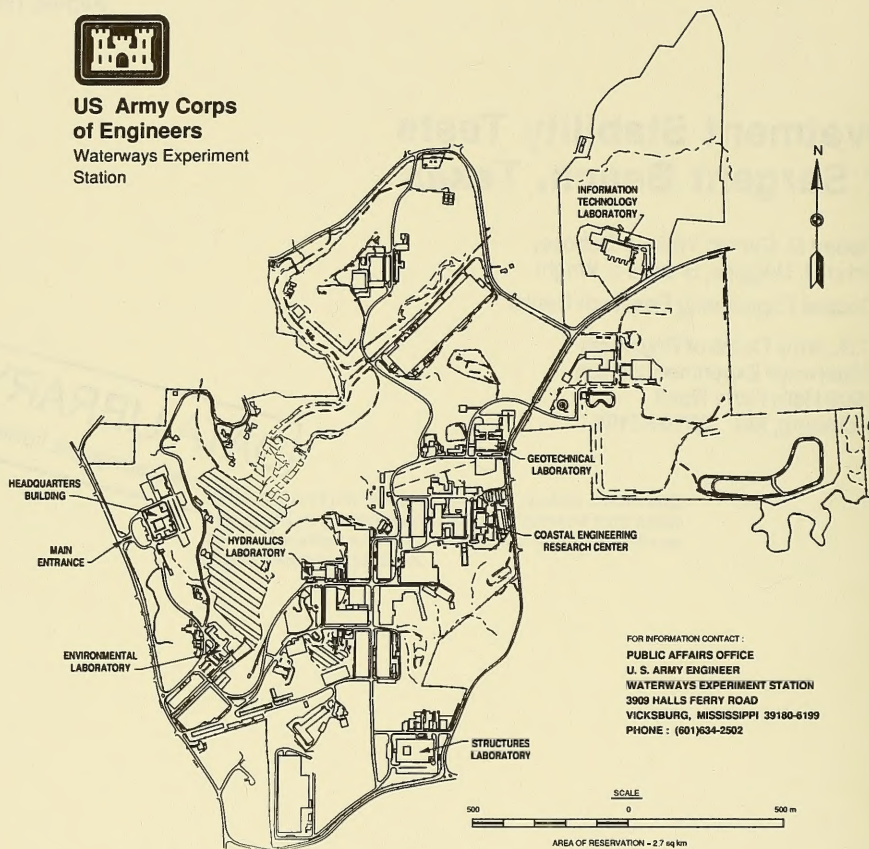 US Army Corps
of Engineers
Waterways Experiment
Station
N
INFORMATION
TECHNOLOGY
LABORATORY
GEOTECHNICAL
LABORATORY
HEADQUARTERS
BUILDING
HYDRAULICS
LABORATORY
COASTAL ENGINEERING
RESEARCH CENTER
MAIN
ENTRANCE
ENVIRONMENTAL
LABORATORY
STRUCTURES
LABORATORY
FOR INFORMATION CONTACT :
PUBLIC AFFAIRS OFFICE
U. S. ARMY ENGINEER
WATERWAYS EXPERIMENT STATION
3909 HALLS FERRY ROAD
VICKSBURG, MISSISSIPPI 39180-6199
PHONE : (601)634-2502
SCALE
500 0 500 m
AREA OF RESERVATION - 2.7 sq km